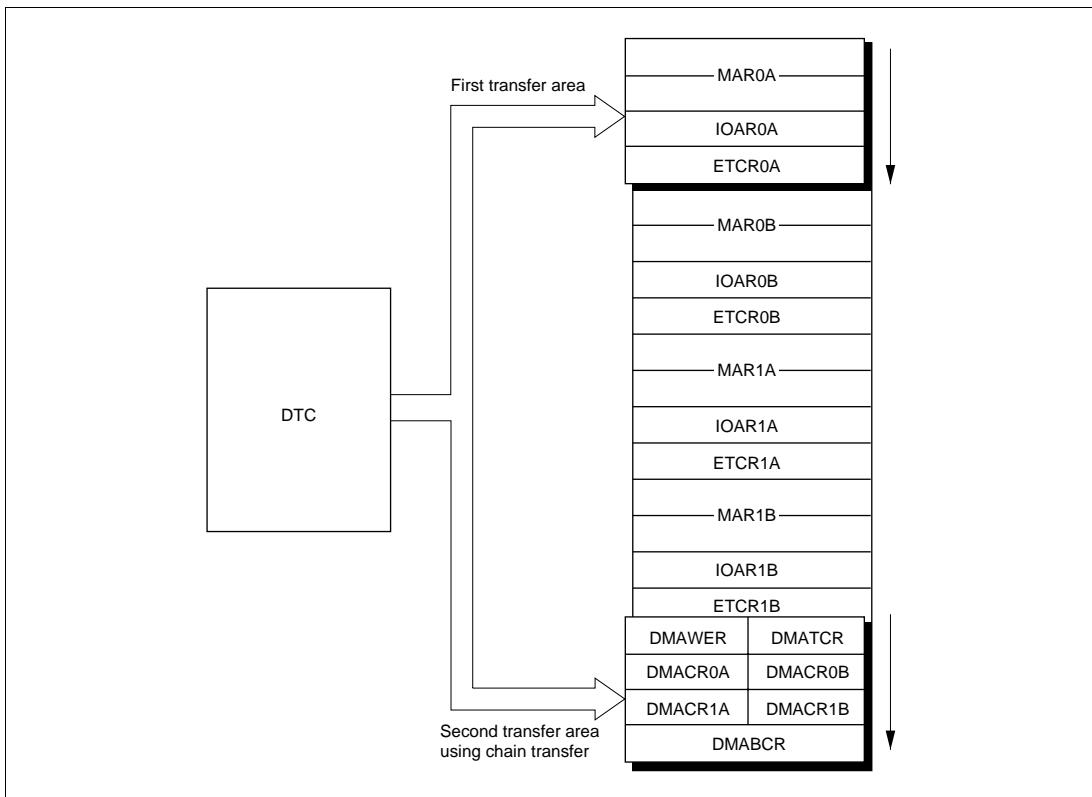 First transfer area
MAR0A
IOAR0A
ETCR0A
MAR0B
IOAR0B
ETCR0B
MAR1A
DTC
IOAR1A
ETCR1A
MAR1B
IOAR1B
ETCR1B
DMAWER DMATCR
DMACR0A DMACR0B
DMACR1A DMACR1B
Second transfer area
using chain transfer
DMABCR